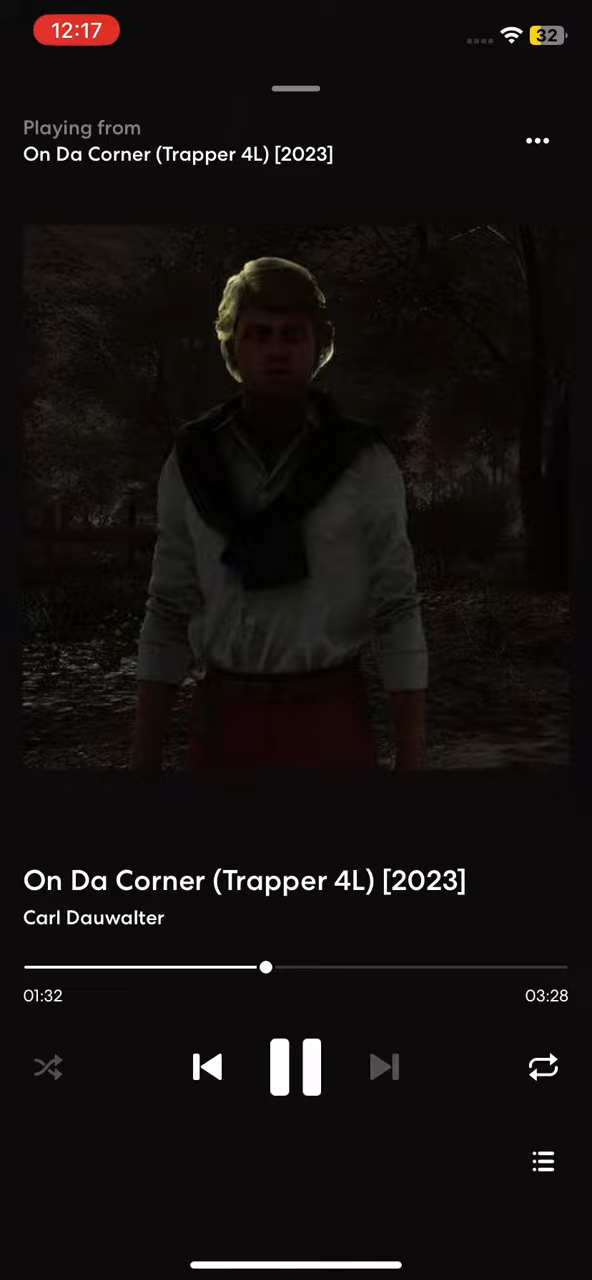 12:17
32
Playing from
On Da Corner (Trapper 4L) [2023]
On Da Corner (Trapper 4L) [2023]
Carl Dauwalter
01:32
03:28